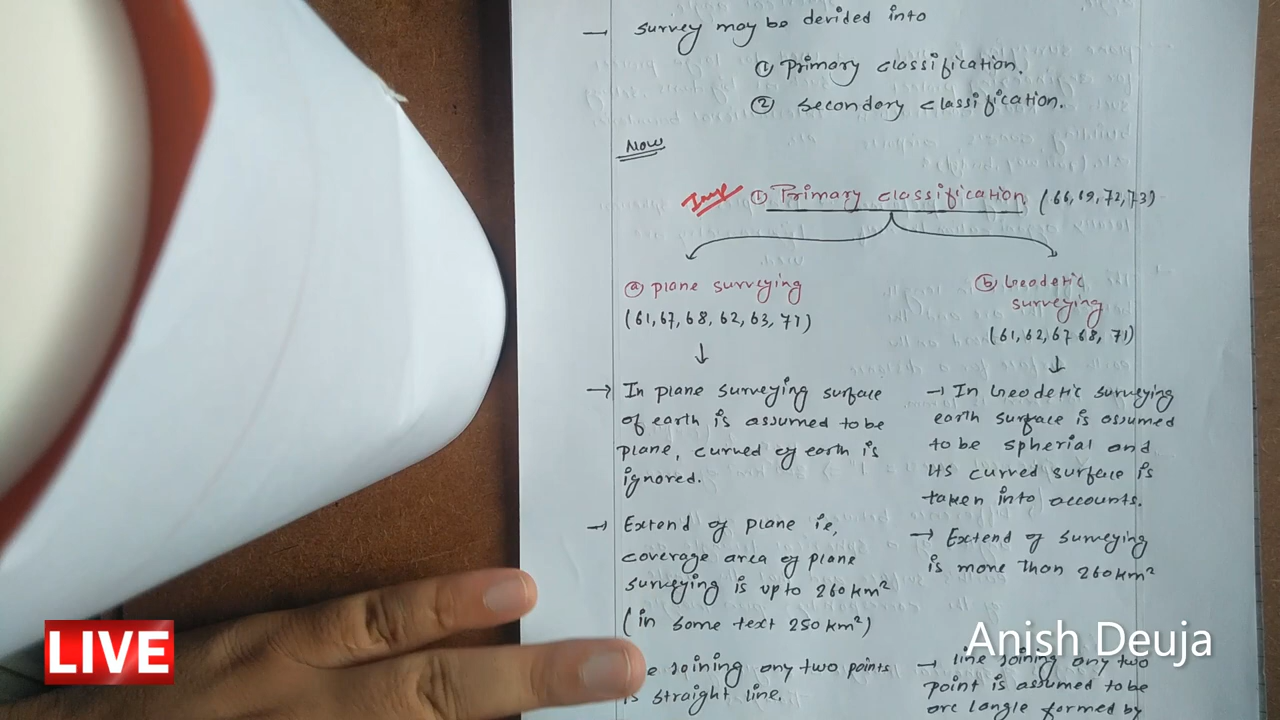 → Survey may be devided into
① Primary classification.
② Secondary classification.
Now
Imp ① Primary classification (66,69,72,73)
ⓐ plane surveying
(61,67,68,62,63,71)
→ In plane surveying surface
of earth is assumed to be
plane, curved of earth is
ignored.
→ Extend of plane ie,
coverage area of plane
surveying is up to 260 km²
(in some text 250 km²)
joining any two points
is straight line.
ⓑ Geodetic
surveying
(61,62,67 68, 71)
→ In Geodetic surveying
earth surface is assumed
to be spherial and
its curved surface is
taken into accounts.
→ Extend of surveying
is more than 260 km²
→ line joining any two
point is assumed to be
arc (angle formed by
LIVE
Anish Deuja